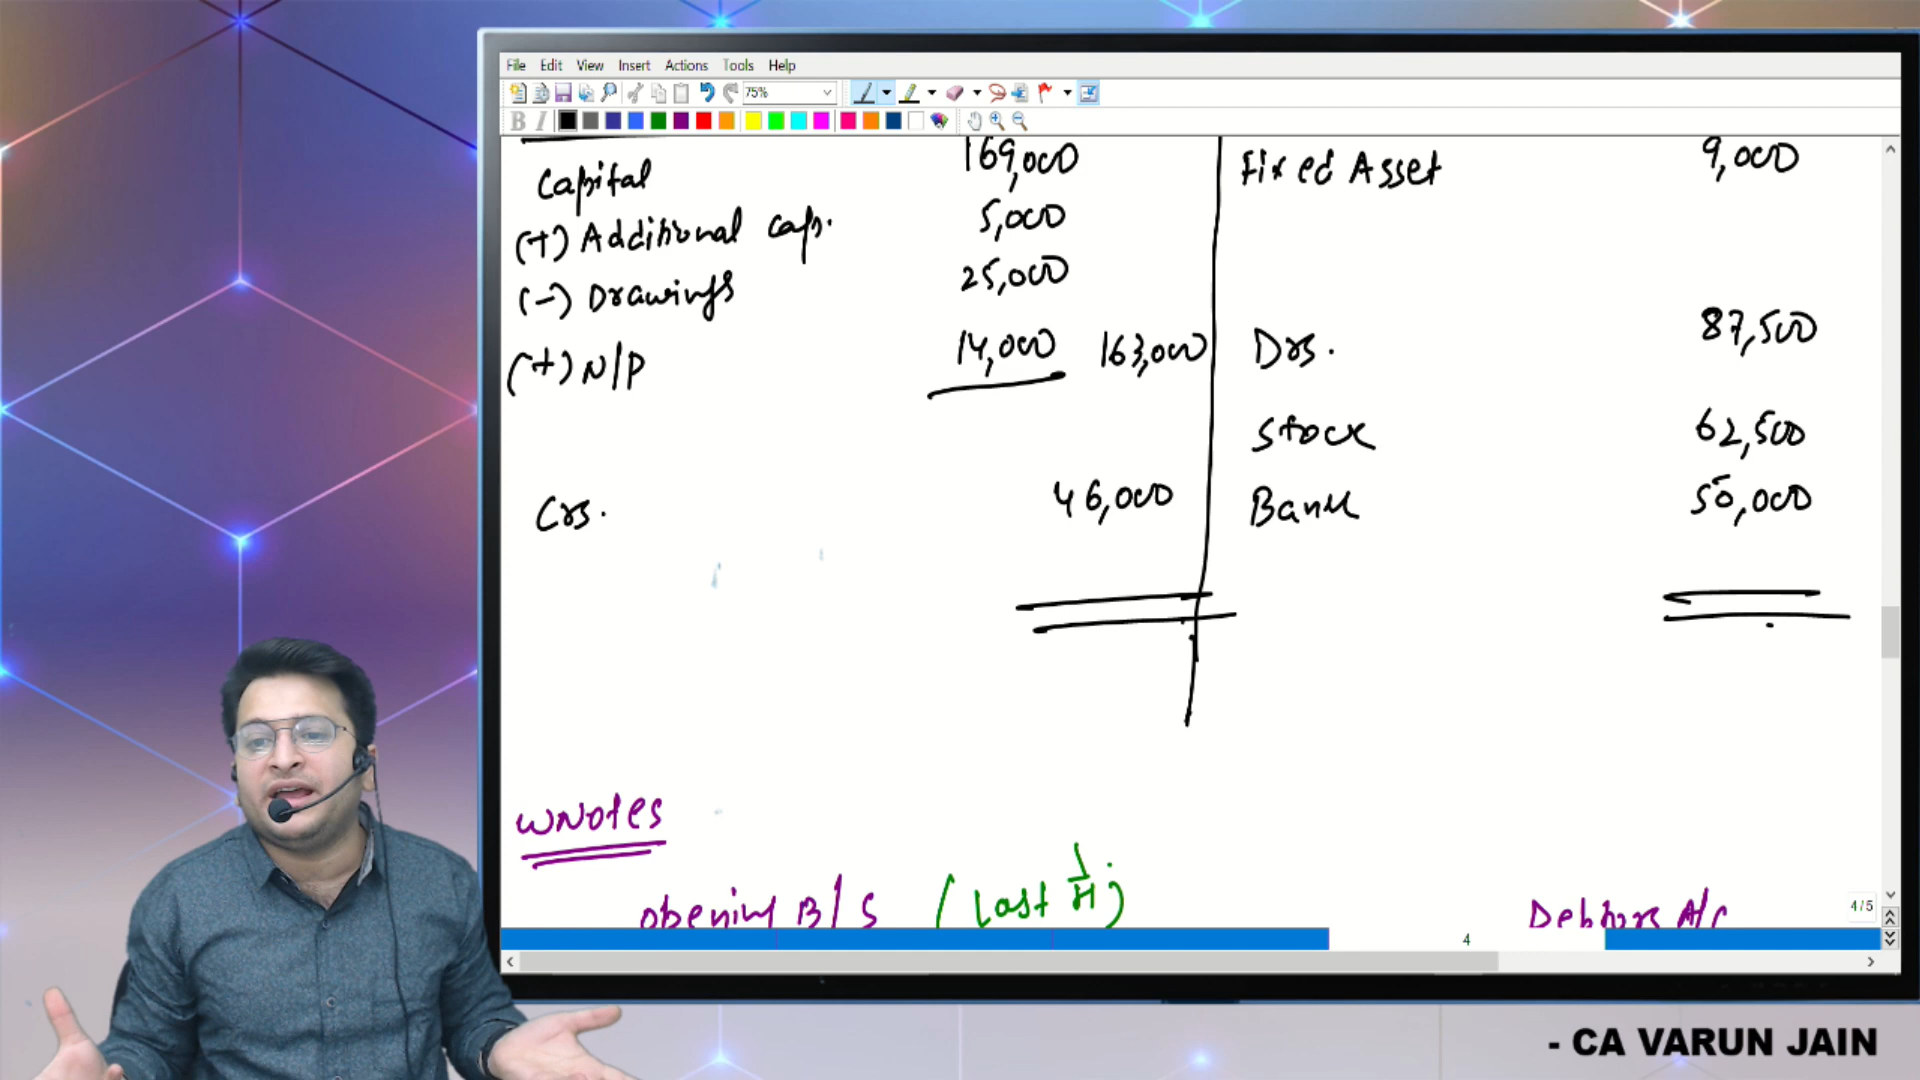 File Edit View Insert Actions Tools Help
75%
B I
Capital 169,000 Fixed Asset 9,000
(+) Additional cap. 5,000
(-) Drawings 25,000
(+) N/P 14,000 163,000 Drs. 87,500
Stock 62,500
Crs. 46,000 Bank 50,000
WNotes
opening B/S (Last 1/H;) Debtors A/c
4/5
4
- CA VARUN JAIN